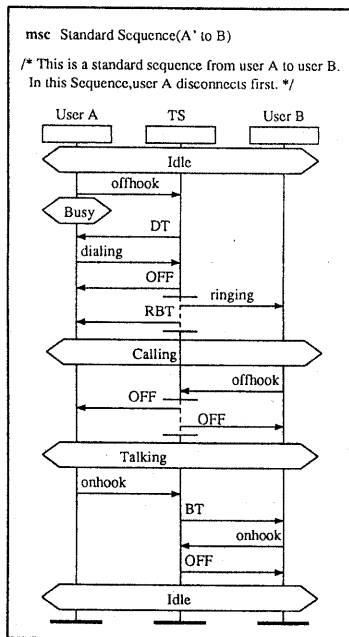 msc Standard Sequence(A' to B)
/* This is a standard sequence from user A to user B.
In this Sequence,user A disconnects first. */
User A TS User B
Idle
offhook
Busy
DT
dialing
OFF
ringing
RBT
Calling
offhook
OFF
OFF
Talking
onhook
BT
onhook
OFF
Idle